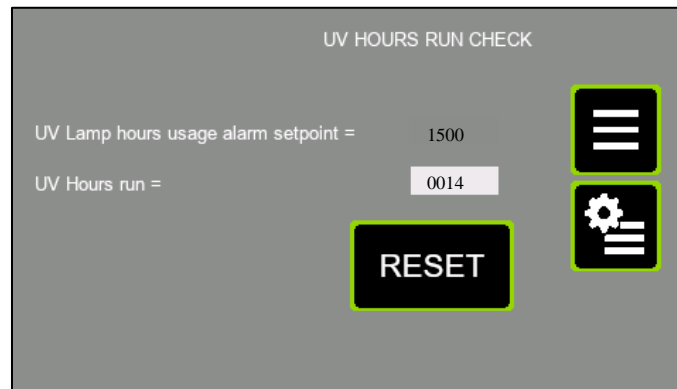 UV HOURS RUN CHECK
UV Lamp hours usage alarm setpoint = 1500
UV Hours run = 0014
RESET